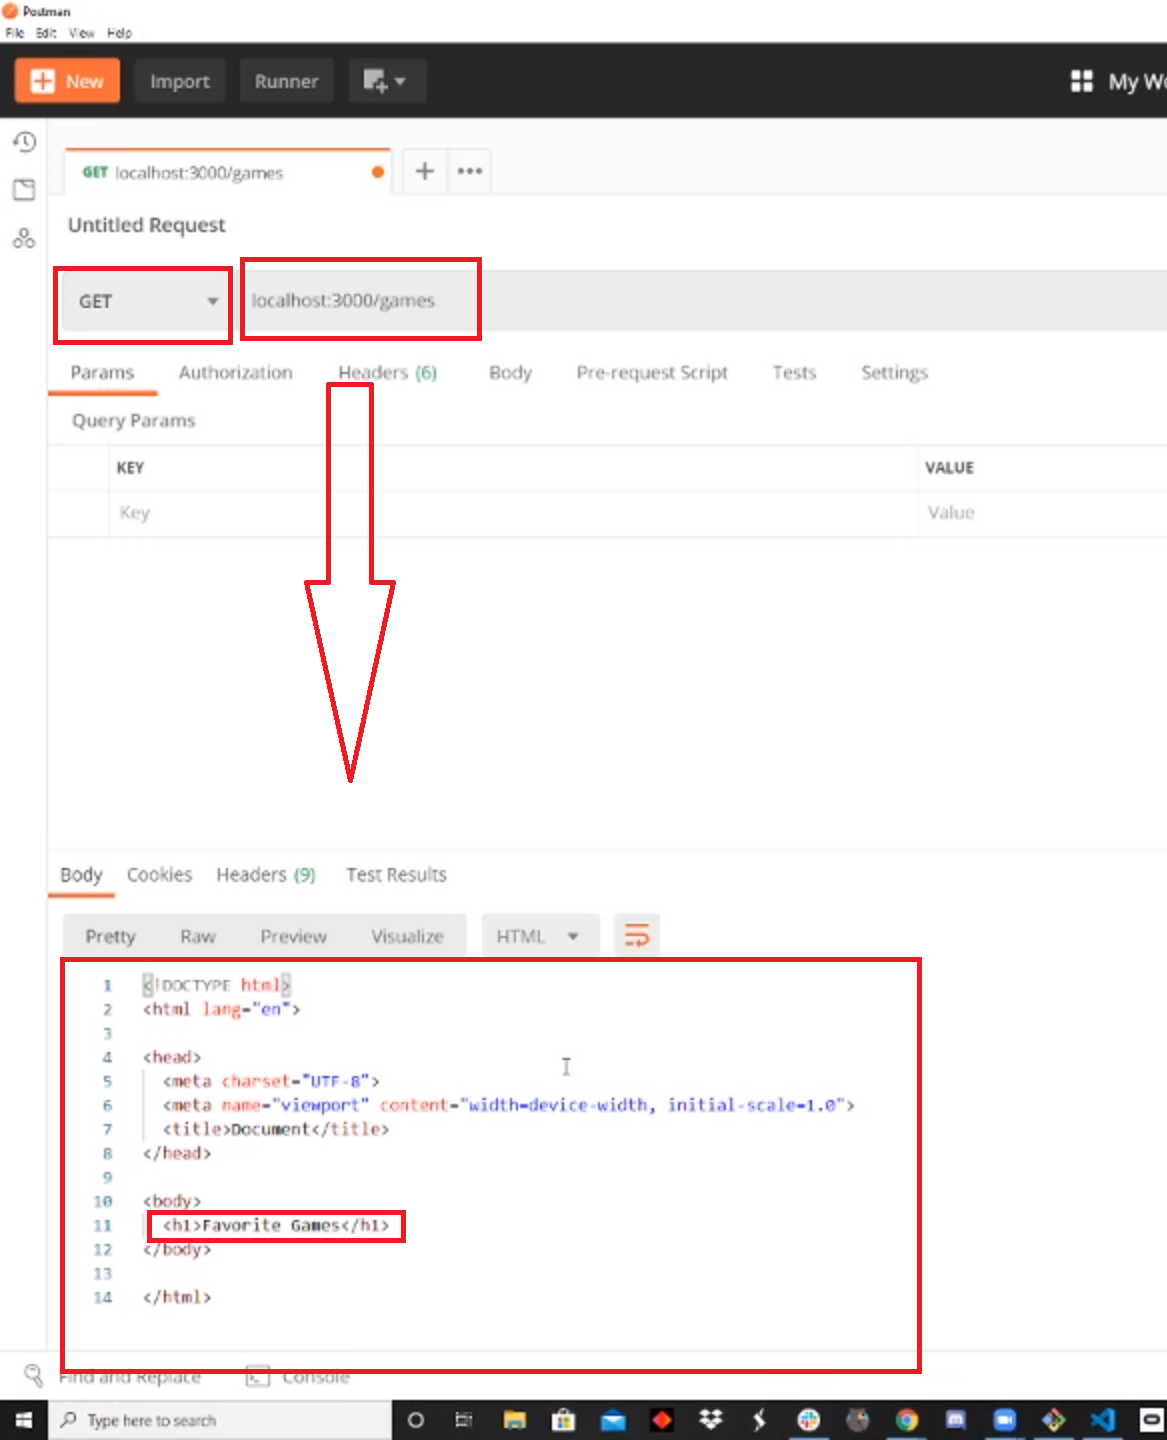 Postman
File Edit View Help
New Import Runner My Wo
GET localhost:3000/games
Untitled Request
GET localhost:3000/games
Params Authorization Headers (6) Body Pre-request Script Tests Settings
Query Params
KEY VALUE
Key Value
Body Cookies Headers (9) Test Results
Pretty Raw Preview Visualize HTML
1 <!DOCTYPE html>
2 <html lang="en">
3
4 <head>
5 <meta charset="UTF-8">
6 <meta name="viewport" content="width=device-width, initial-scale=1.0">
7 <title>Document</title>
8 </head>
9
10 <body>
11 <h1>Favorite Games</h1>
12 </body>
13
14 </html>
Find and Replace Console
Type here to search